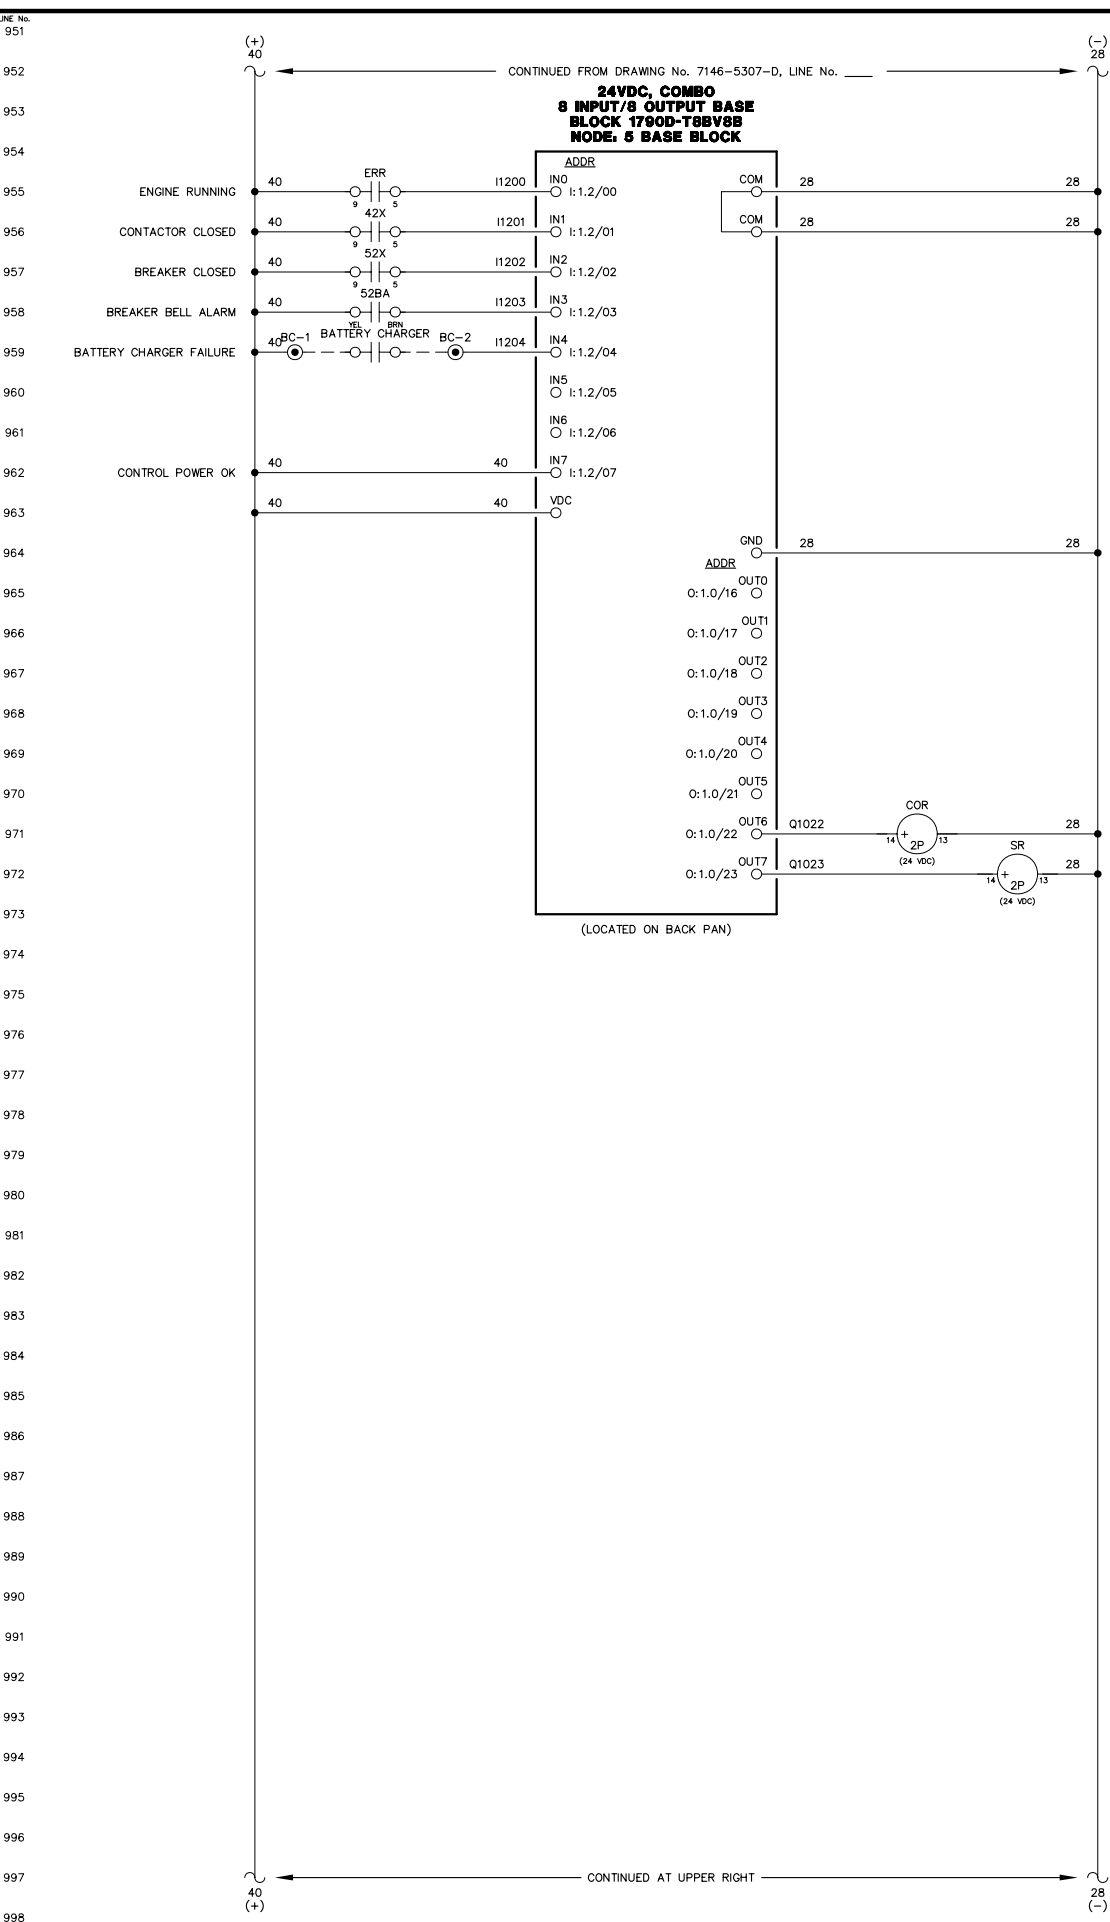 LINE No.
951
(+) (-)
40 28
952 CONTINUED FROM DRAWING No. 7146-5307-D, LINE No. ____
24VDC, COMBO
953 8 INPUT/8 OUTPUT BASE
BLOCK 1790D-T8BV8B
NODE: 5 BASE BLOCK
954
ADDR
ERR
40 I1200 IN0 COM 28 28
955 ENGINE RUNNING I:1.2/00
9 5
42X
40 I1201 IN1 COM 28 28
956 CONTACTOR CLOSED I:1.2/01
9 5
52X
40 I1202 IN2
957 BREAKER CLOSED I:1.2/02
9 5
52BA
40 I1203 IN3
958 BREAKER BELL ALARM I:1.2/03
YEL BRN
BATTERY CHARGER
40 BC-1 BC-2 I1204 IN4
959 BATTERY CHARGER FAILURE I:1.2/04
IN5
960 I:1.2/05
IN6
961 I:1.2/06
40 40 IN7
962 CONTROL POWER OK I:1.2/07
40 40 VDC
963
GND 28 28
964
ADDR
OUT0
965 O:1.0/16
OUT1
966 O:1.0/17
OUT2
967 O:1.0/18
OUT3
968 O:1.0/19
OUT4
969 O:1.0/20
OUT5
970 O:1.0/21
COR
OUT6 Q1022 28
971 O:1.0/22 14 + 2P 13
(24 VDC)
SR
OUT7 Q1023 28
972 O:1.0/23 14 + 2P 13
(24 VDC)
973
(LOCATED ON BACK PAN)
974
975
976
977
978
979
980
981
982
983
984
985
986
987
988
989
990
991
992
993
994
995
996
997 CONTINUED AT UPPER RIGHT
40 28
(+) (-)
998